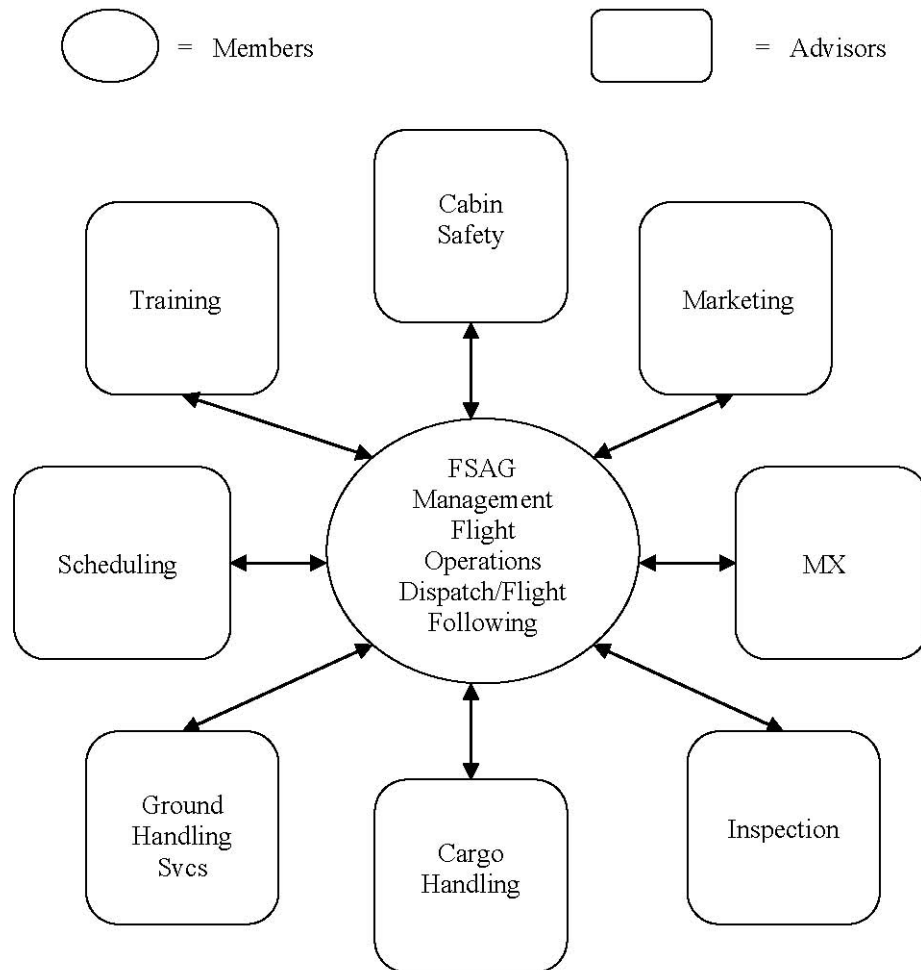 = Members
= Advisors
Cabin
Safety
Training
Marketing
FSAG
Management
Flight
Operations
Dispatch/Flight
Following
Scheduling
MX
Ground
Handling
Svcs
Cargo
Handling
Inspection